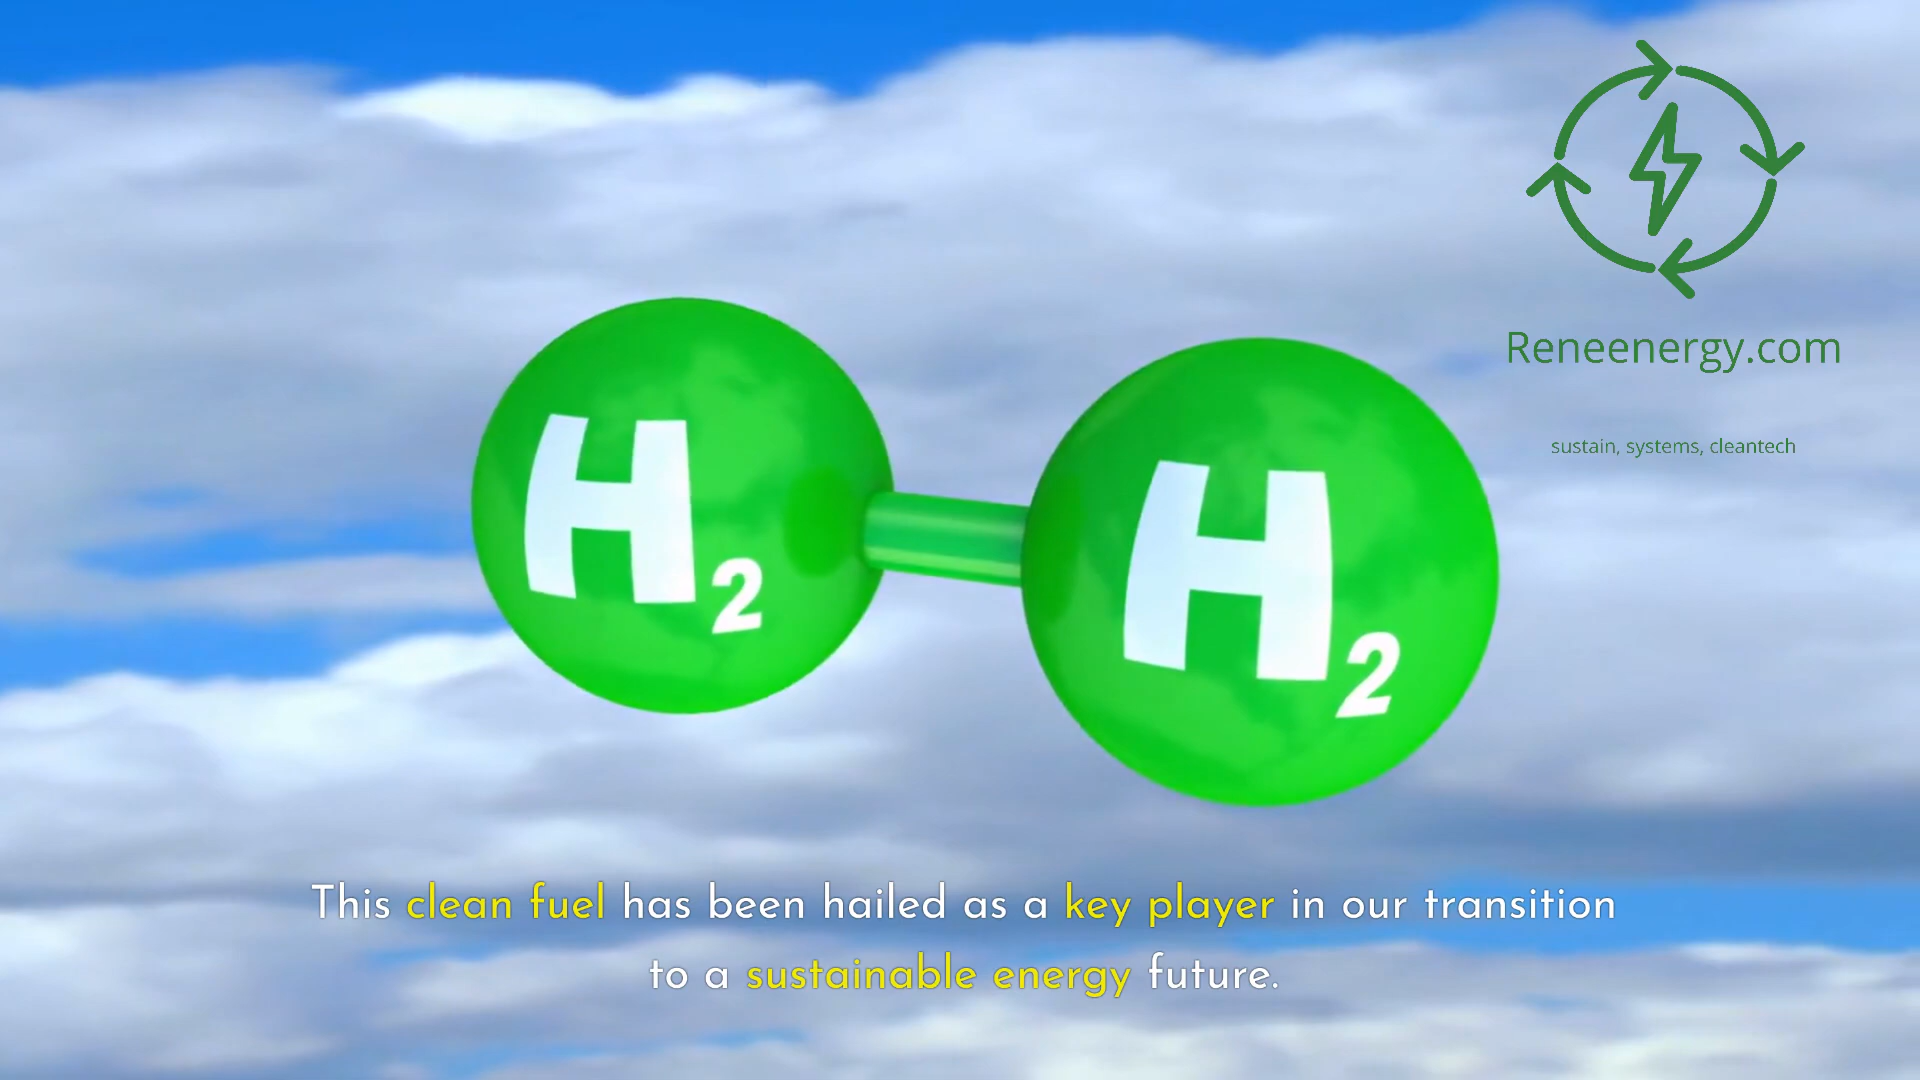 Reneenergy.com
sustain, systems, cleantech
H2
H2
This clean fuel has been hailed as a key player in our transition
to a sustainable energy future.